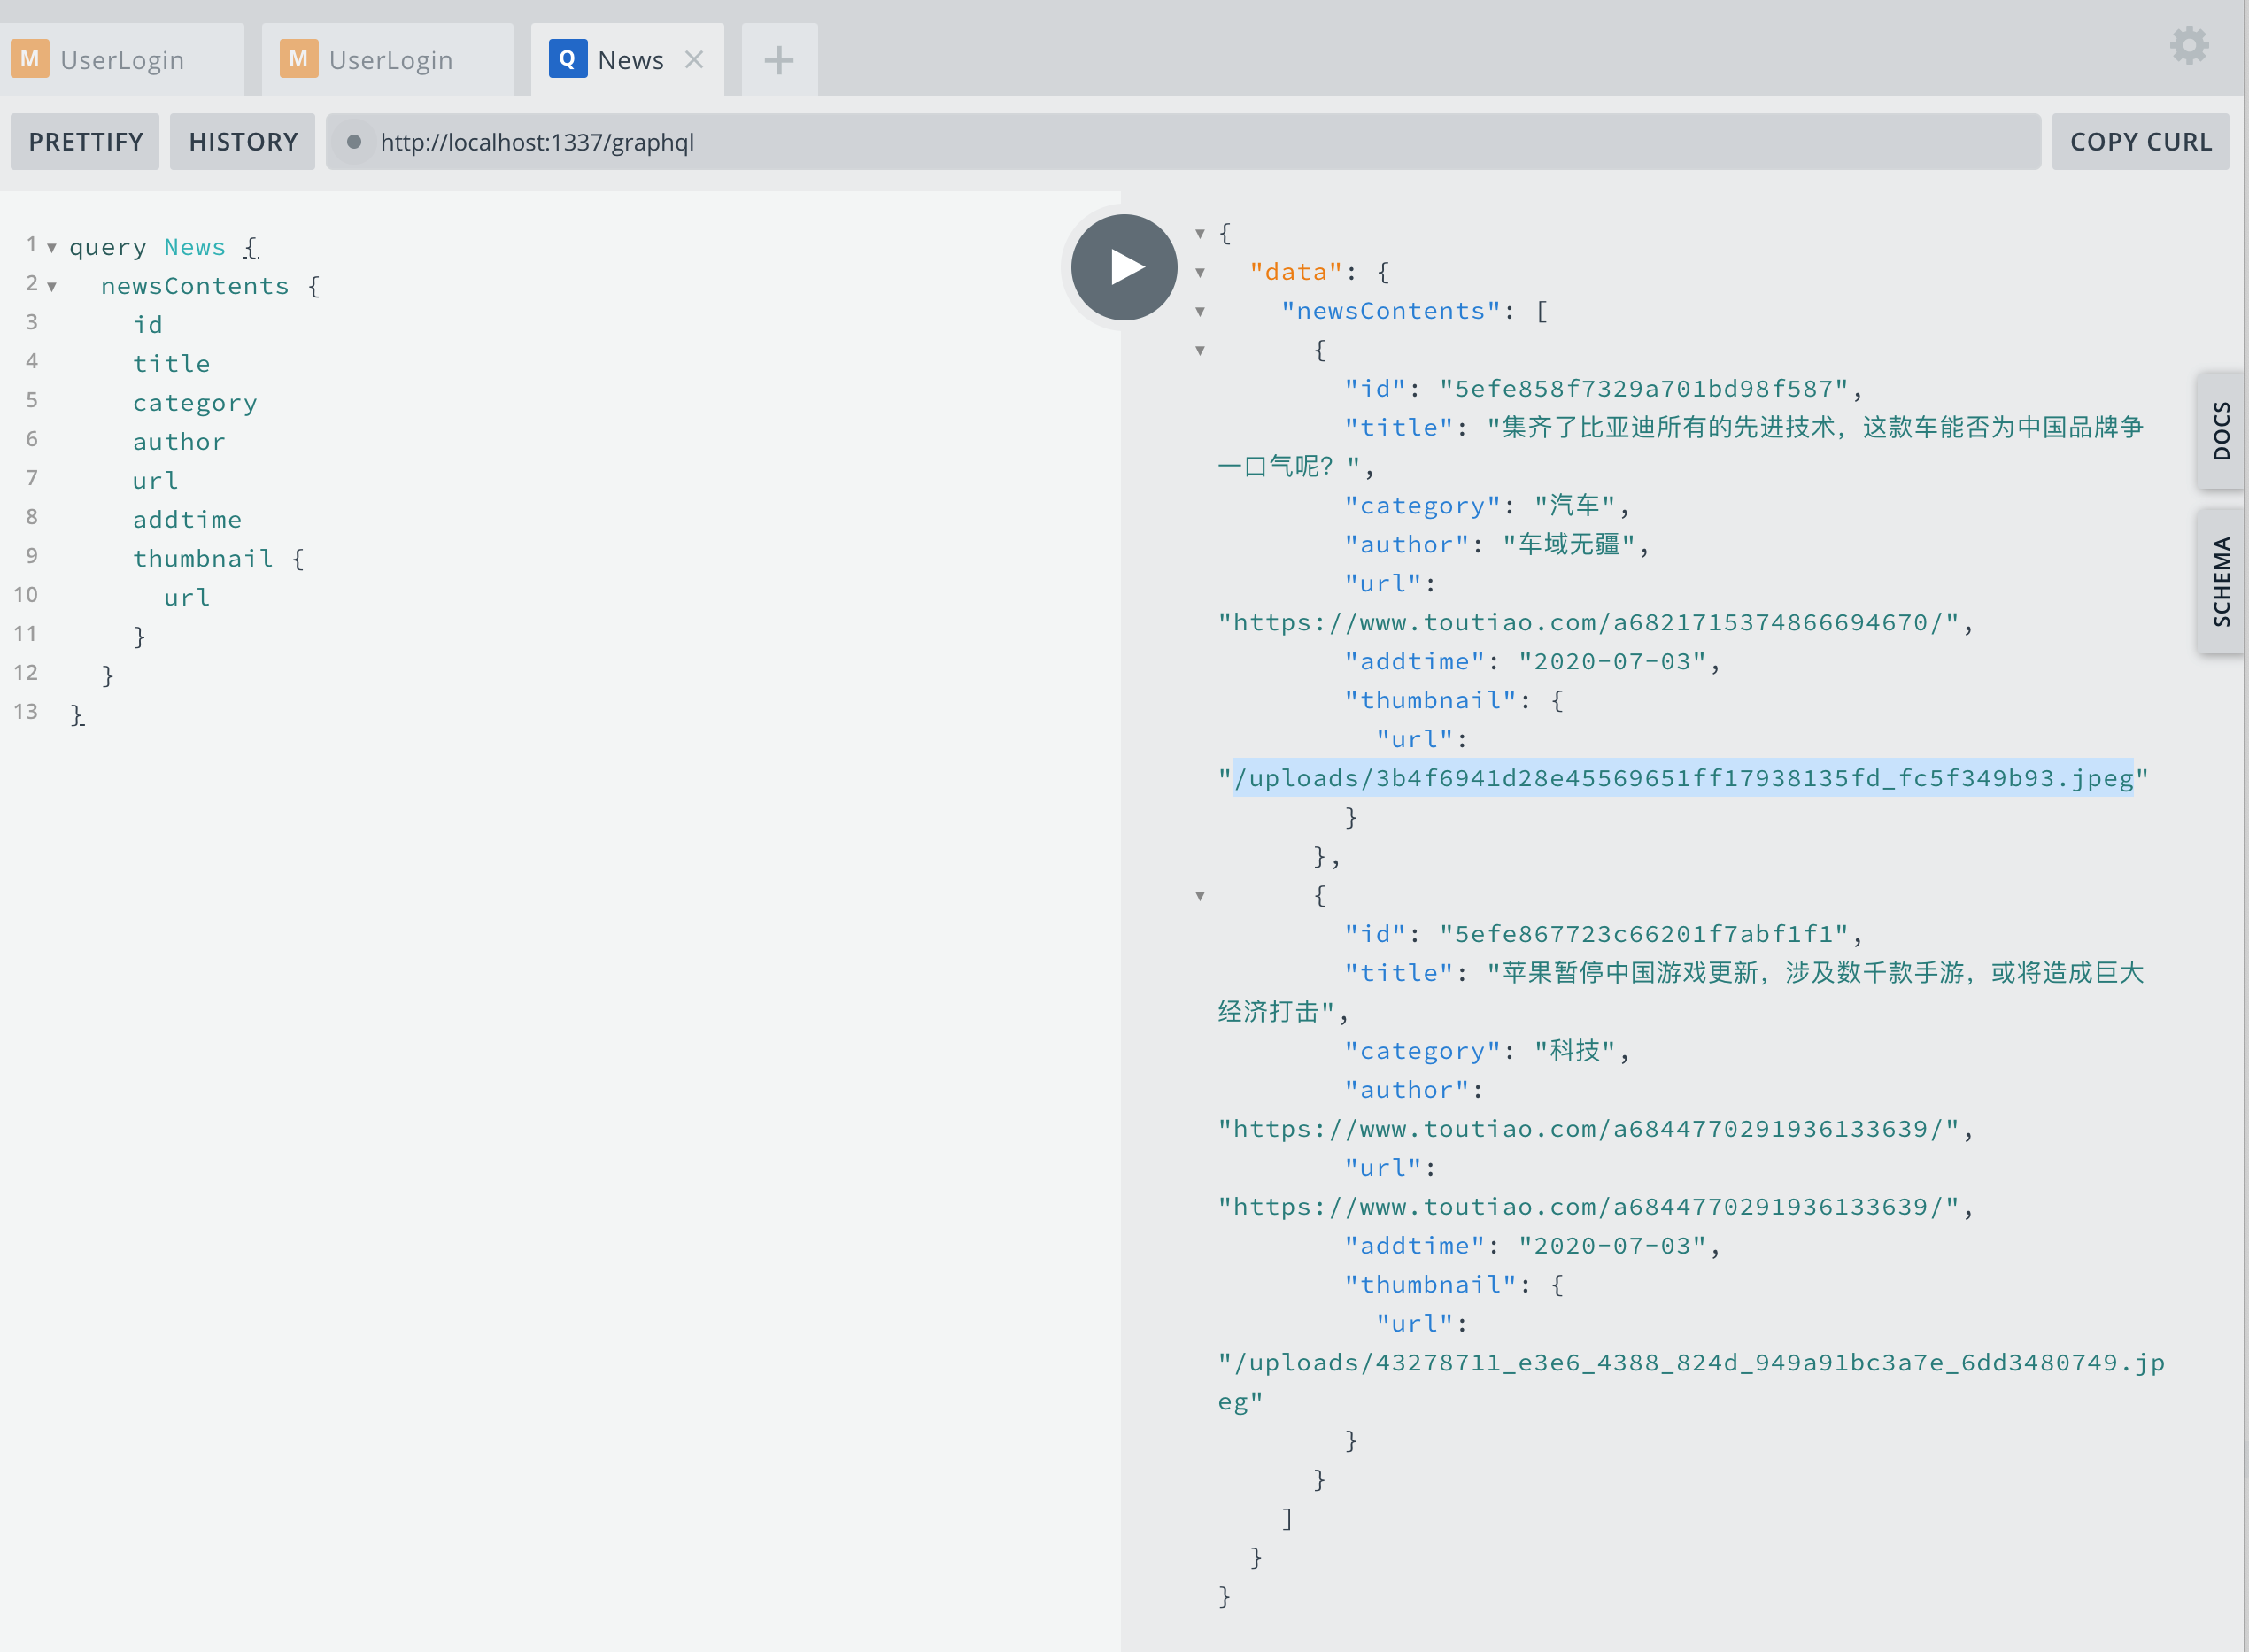 M UserLogin
M UserLogin
Q News
PRETTIFY
HISTORY
http://localhost:1337/graphql
COPY CURL
1 query News {
2 newsContents {
3 id
4 title
5 category
6 author
7 url
8 addtime
9 thumbnail {
10 url
11 }
12 }
13 }
{
"data": {
"newsContents": [
{
"id": "5efe858f7329a701bd98f587",
"title": "集齐了比亚迪所有的先进技术，这款车能否为中国品牌争
一口气呢？",
"category": "汽车",
"author": "车域无疆",
"url":
"https://www.toutiao.com/a6821715374866694670/",
"addtime": "2020-07-03",
"thumbnail": {
"url":
"/uploads/3b4f6941d28e45569651ff17938135fd_fc5f349b93.jpeg"
}
},
{
"id": "5efe867723c66201f7abf1f1",
"title": "苹果暂停中国游戏更新，涉及数千款手游，或将造成巨大
经济打击",
"category": "科技",
"author":
"https://www.toutiao.com/a6844770291936133639/",
"url":
"https://www.toutiao.com/a6844770291936133639/",
"addtime": "2020-07-03",
"thumbnail": {
"url":
"/uploads/43278711_e3e6_4388_824d_949a91bc3a7e_6dd3480749.jp
eg"
}
}
]
}
}
DOCS
SCHEMA